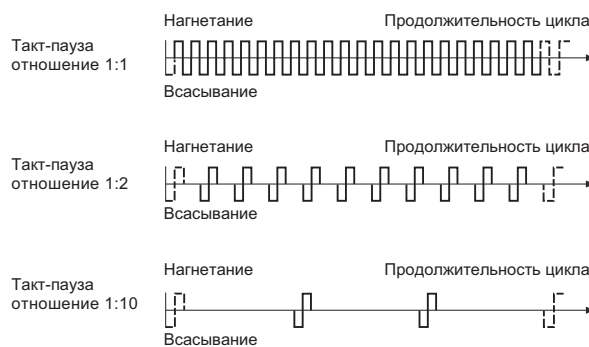 Нагнетание Продолжительность цикла
Такт-пауза
отношение 1:1
Всасывание
Нагнетание Продолжительность цикла
Такт-пауза
отношение 1:2
Всасывание
Нагнетание Продолжительность цикла
Такт-пауза
отношение 1:10
Всасывание